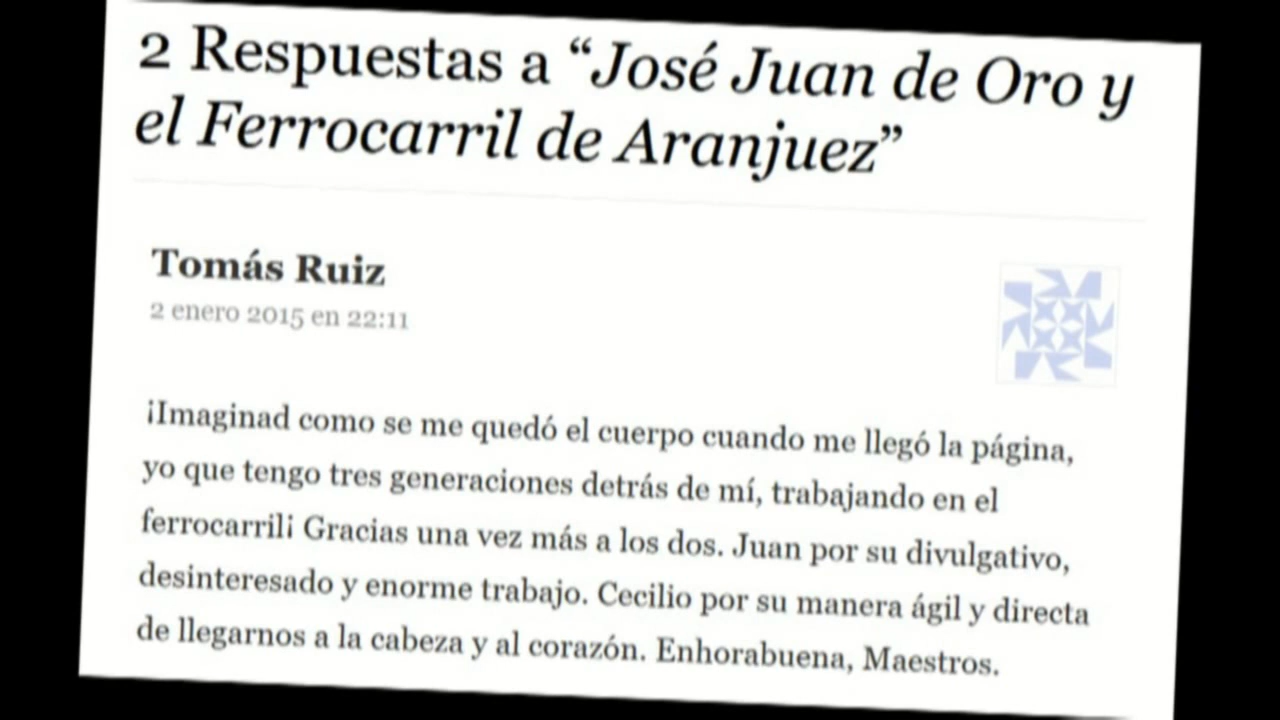 2 Respuestas a “José Juan de Oro y
el Ferrocarril de Aranjuez”
Tomás Ruiz
2 enero 2015 en 22:11
¡Imaginad como se me quedó el cuerpo cuando me llegó la página,
yo que tengo tres generaciones detrás de mí, trabajando en el
ferrocarril¡ Gracias una vez más a los dos. Juan por su divulgativo,
desinteresado y enorme trabajo. Cecilio por su manera ágil y directa
de llegarnos a la cabeza y al corazón. Enhorabuena, Maestros.